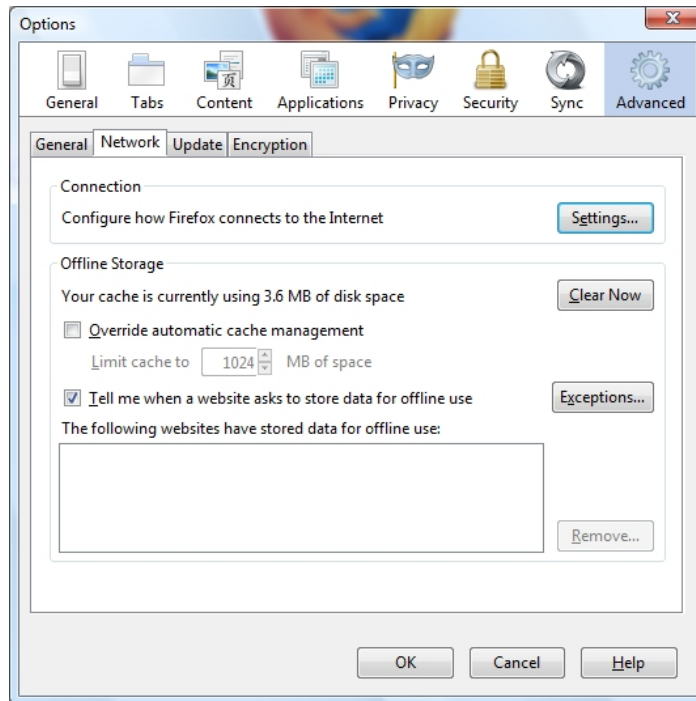 Options
General Tabs Content Applications Privacy Security Sync Advanced
页
General Network Update Encryption
Connection
Configure how Firefox connects to the Internet Settings...
Offline Storage
Your cache is currently using 3.6 MB of disk space Clear Now
Override automatic cache management
Limit cache to 1024 MB of space
Tell me when a website asks to store data for offline use Exceptions...
The following websites have stored data for offline use:
Remove...
OK Cancel Help